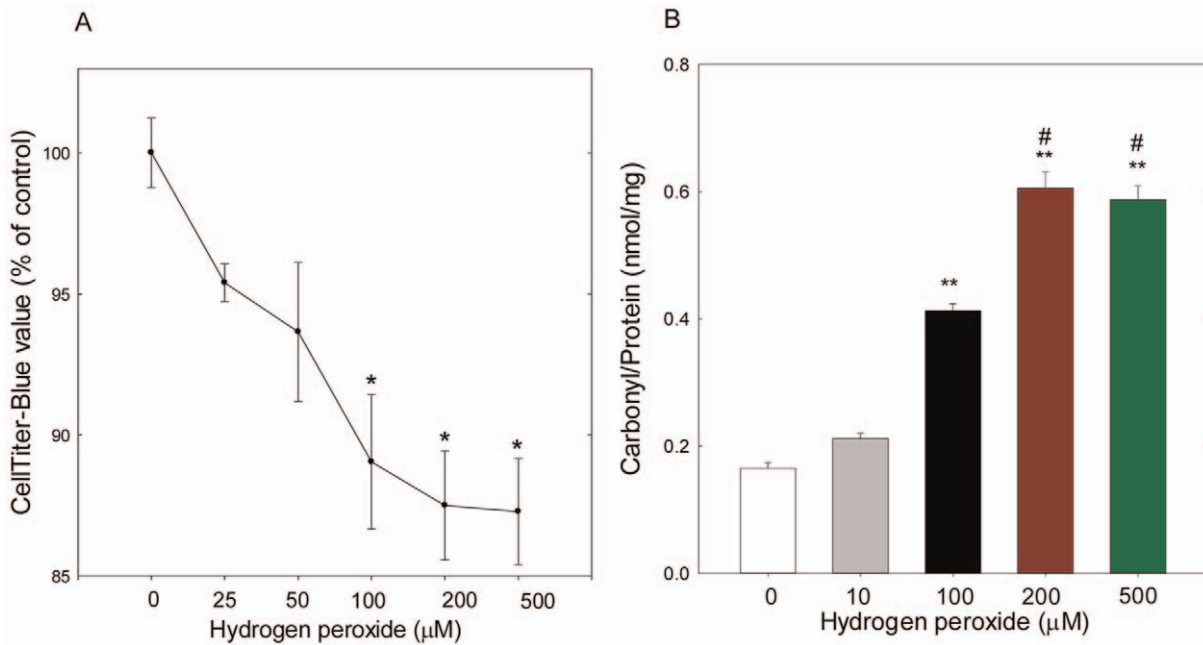 A
CellTiter-Blue value (% of control)
100
95
90
85
*
*
*
0 25 50 100 200 500
Hydrogen peroxide (μM)
B
Carbonyl/Protein (nmol/mg)
0.8
0.6
0.4
0.2
0.0
**
#
**
#
**
0 10 100 200 500
Hydrogen peroxide (μM)